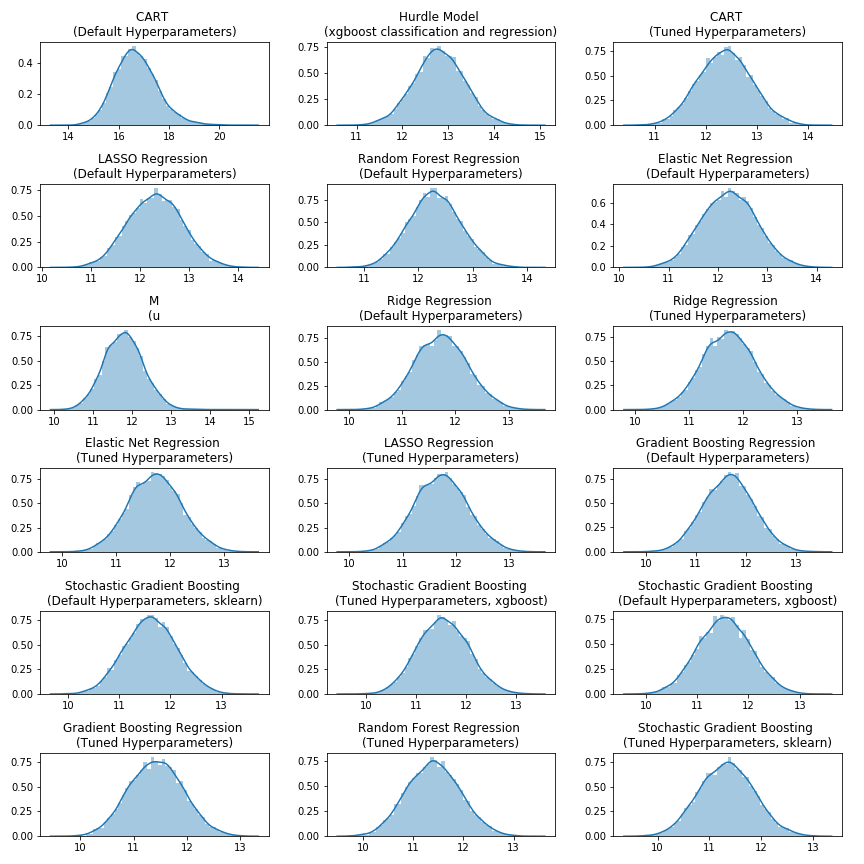 CART
(Default Hyperparameters)
Hurdle Model
(xgboost classification and regression)
CART
(Tuned Hyperparameters)
0.4
0.2
0.0
14 16 18 20
0.75
0.50
0.25
0.00
11 12 13 14 15
0.75
0.50
0.25
0.00
11 12 13 14
LASSO Regression
(Default Hyperparameters)
Random Forest Regression
(Default Hyperparameters)
Elastic Net Regression
(Default Hyperparameters)
0.75
0.50
0.25
0.00
10 11 12 13 14
0.75
0.50
0.25
0.00
11 12 13 14
0.6
0.4
0.2
0.0
10 11 12 13 14
M
(u
Ridge Regression
(Default Hyperparameters)
Ridge Regression
(Tuned Hyperparameters)
0.75
0.50
0.25
0.00
10 11 12 13 14 15
0.75
0.50
0.25
0.00
10 11 12 13
0.75
0.50
0.25
0.00
10 11 12 13
Elastic Net Regression
(Tuned Hyperparameters)
LASSO Regression
(Tuned Hyperparameters)
Gradient Boosting Regression
(Default Hyperparameters)
0.75
0.50
0.25
0.00
10 11 12 13
0.75
0.50
0.25
0.00
10 11 12 13
0.75
0.50
0.25
0.00
10 11 12 13
Stochastic Gradient Boosting
(Default Hyperparameters, sklearn)
Stochastic Gradient Boosting
(Tuned Hyperparameters, xgboost)
Stochastic Gradient Boosting
(Default Hyperparameters, xgboost)
0.75
0.50
0.25
0.00
10 11 12 13
0.75
0.50
0.25
0.00
10 11 12 13
0.75
0.50
0.25
0.00
10 11 12 13
Gradient Boosting Regression
(Tuned Hyperparameters)
Random Forest Regression
(Tuned Hyperparameters)
Stochastic Gradient Boosting
(Tuned Hyperparameters, sklearn)
0.75
0.50
0.25
0.00
10 11 12 13
0.75
0.50
0.25
0.00
10 11 12 13
0.75
0.50
0.25
0.00
10 11 12 13